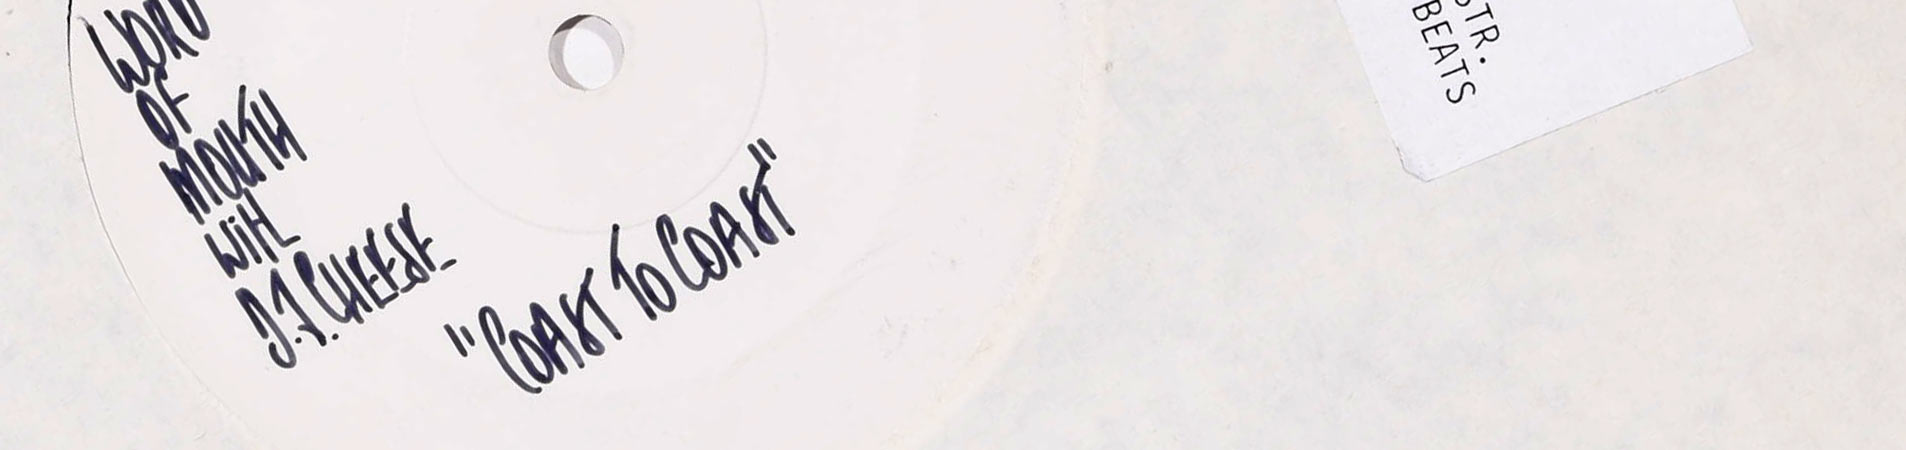 WORD
OF
MOUTH
WITH
D.J. CHEESE
"COAST TO COAST"
STR.
BEATS